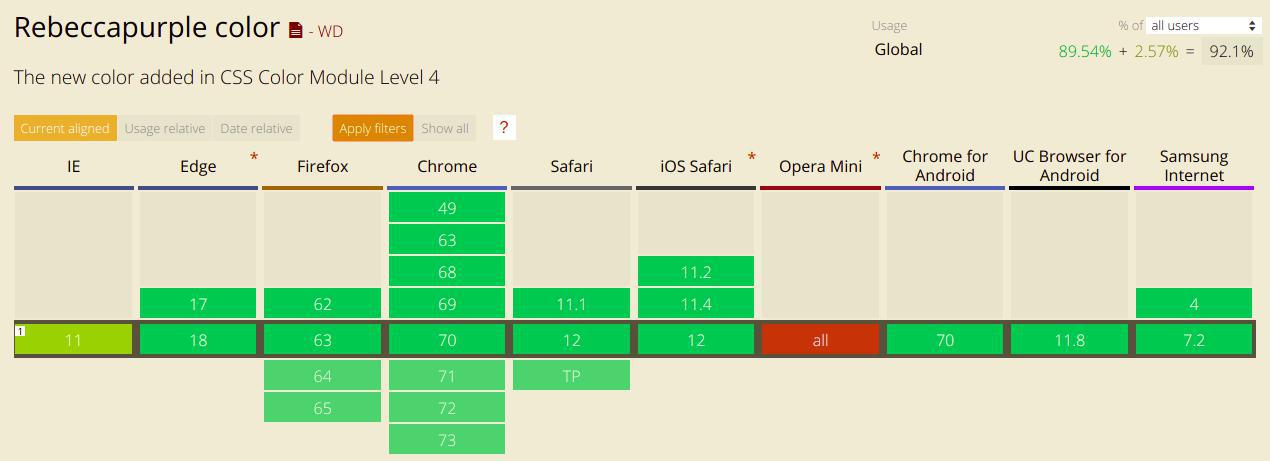 Rebeccapurple color - WD
Usage % of all users
Global 89.54% + 2.57% = 92.1%
The new color added in CSS Color Module Level 4
Current aligned Usage relative Date relative Apply filters Show all ?
IE Edge * Firefox Chrome Safari iOS Safari * Opera Mini * Chrome for Android UC Browser for Android Samsung Internet
49
63
68 11.2
17 62 69 11.1 11.4 4
1 11 18 63 70 12 12 all 70 11.8 7.2
64 71 TP
65 72
73